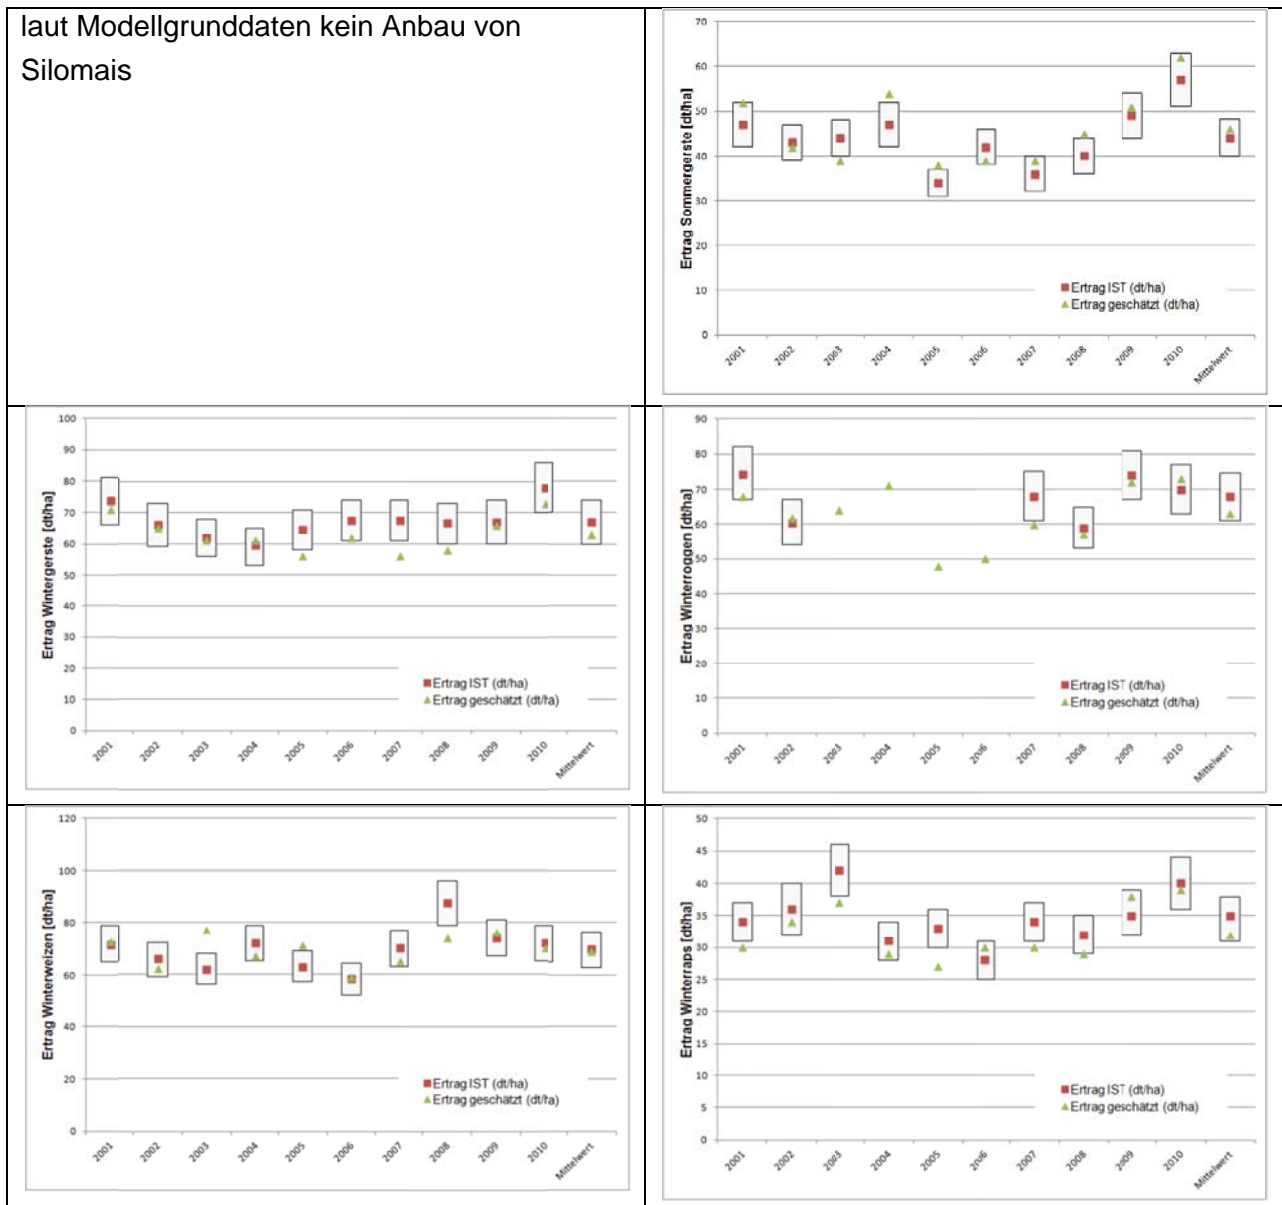 laut Modellgrunddaten kein Anbau von
Silomais
Ertrag Sommergerste [dt/ha]
70
60
50
40
30
20
10
0
Ertrag IST (dt/ha)
Ertrag geschätzt (dt/ha)
2001 2002 2003 2004 2005 2006 2007 2008 2009 2010 Mittelwert
Ertrag Wintergerste [dt/ha]
100
90
80
70
60
50
40
30
20
10
0
Ertrag IST (dt/ha)
Ertrag geschätzt (dt/ha)
2001 2002 2003 2004 2005 2006 2007 2008 2009 2010 Mittelwert
Ertrag Winterroggen [dt/ha]
90
80
70
60
50
40
30
20
10
0
Ertrag IST (dt/ha)
Ertrag geschätzt (dt/ha)
2001 2002 2003 2004 2005 2006 2007 2008 2009 2010 Mittelwert
Ertrag Winterweizen [dt/ha]
120
100
80
60
40
20
0
Ertrag IST (dt/ha)
Ertrag geschätzt (dt/ha)
2001 2002 2003 2004 2005 2006 2007 2008 2009 2010 Mittelwert
Ertrag Winterraps [dt/ha]
50
45
40
35
30
25
20
15
10
5
0
Ertrag IST (dt/ha)
Ertrag geschätzt (dt/ha)
2001 2002 2003 2004 2005 2006 2007 2008 2009 2010 Mittelwert